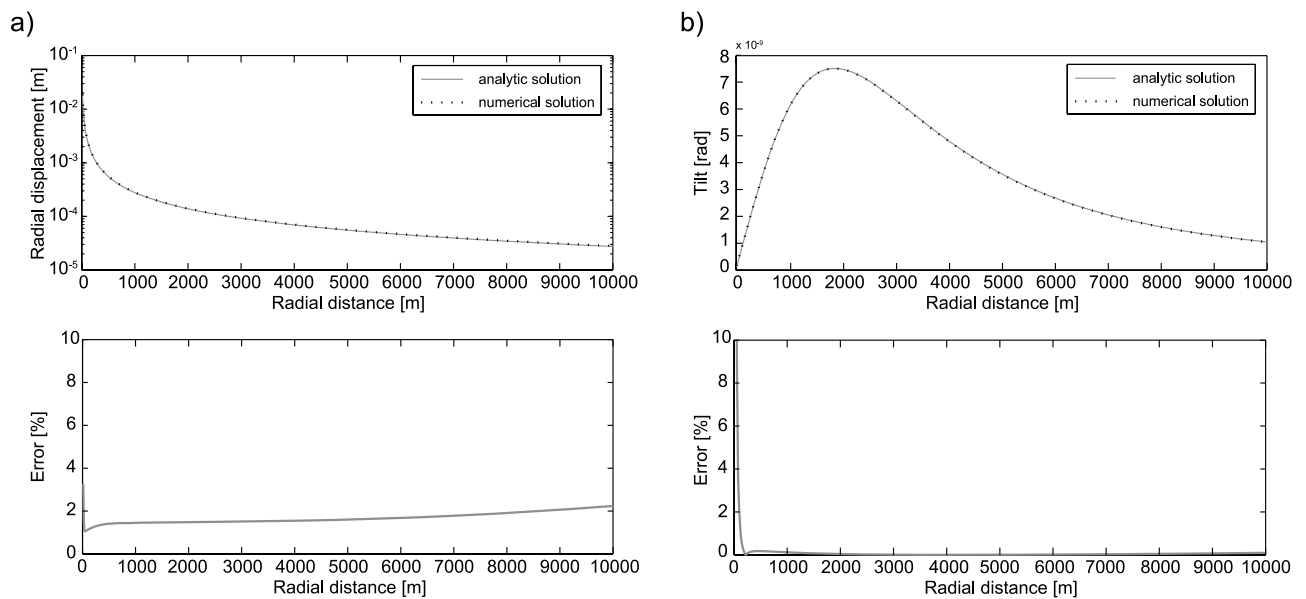 a)
10^-1
10^-2
10^-3
10^-4
10^-5
Radial displacement [m]
analytic solution
numerical solution
0 1000 2000 3000 4000 5000 6000 7000 8000 9000 10000
Radial distance [m]
10
8
6
4
2
0
Error [%]
0 1000 2000 3000 4000 5000 6000 7000 8000 9000 10000
Radial distance [m]
b)
x 10^-9
8
7
6
5
4
3
2
1
0
Tilt [rad]
analytic solution
numerical solution
0 1000 2000 3000 4000 5000 6000 7000 8000 9000 10000
Radial distance [m]
10
8
6
4
2
0
Error [%]
0 1000 2000 3000 4000 5000 6000 7000 8000 9000 10000
Radial distance [m]